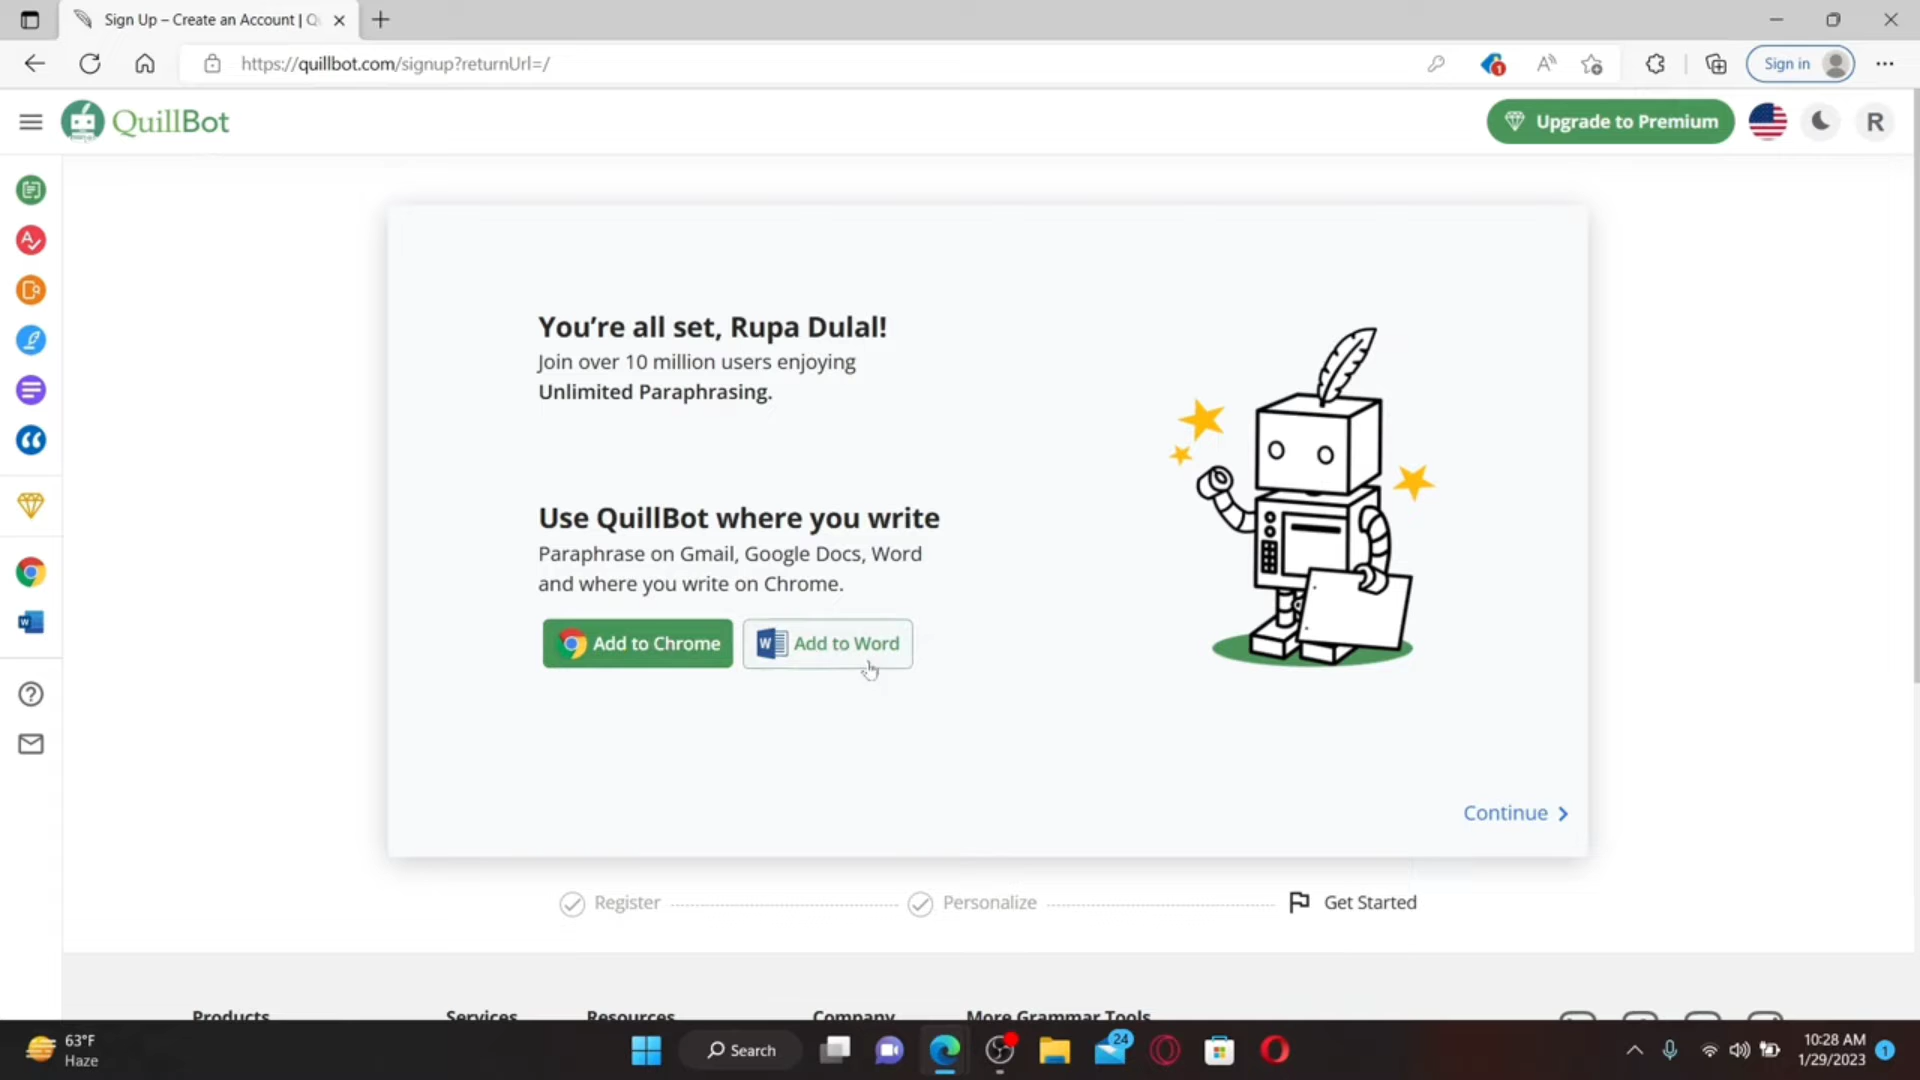 Sign Up – Create an Account | Q
https://quillbot.com/signup?returnUrl=/
1
Sign in
QuillBot
Upgrade to Premium
R
You're all set, Rupa Dulal!
Join over 10 million users enjoying
Unlimited Paraphrasing.
Use QuillBot where you write
Paraphrase on Gmail, Google Docs, Word
and where you write on Chrome.
Add to Chrome
Add to Word
Continue
Register
Personalize
Get Started
Products
Services
Resources
Company
More Grammar Tools
63°F
Haze
Search
24
10:28 AM
1/29/2023
1